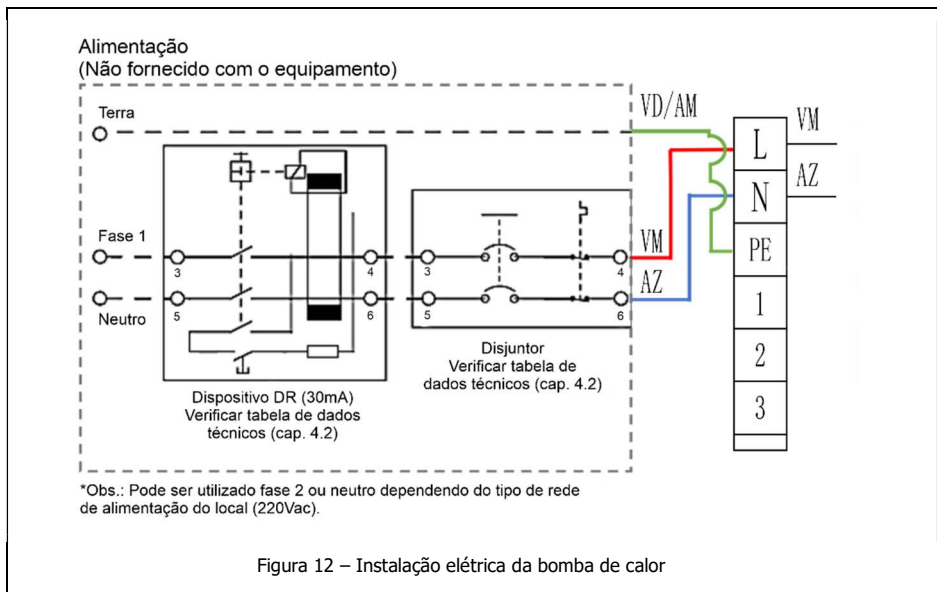 Alimentação
(Não fornecido com o equipamento)
Terra
VD/AM
L
VM
N
AZ
PE
1
2
3
Fase 1
3
4
3
4
VM
Neutro
5
6
5
6
AZ
Dispositivo DR (30mA)
Verificar tabela de dados
técnicos (cap. 4.2)
Disjuntor
Verificar tabela de
dados técnicos (cap. 4.2)
*Obs.: Pode ser utilizado fase 2 ou neutro dependendo do tipo de rede
de alimentação do local (220Vac).
Figura 12 – Instalação elétrica da bomba de calor